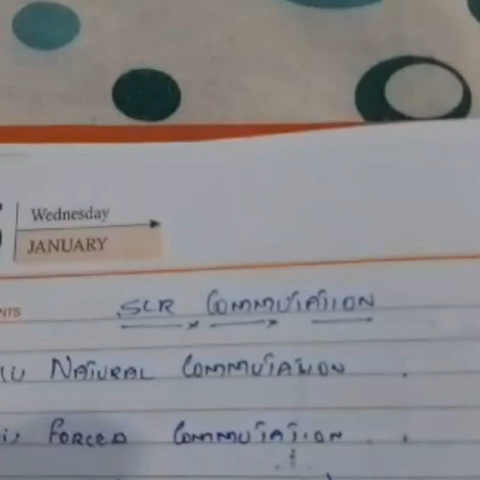 Wednesday
JANUARY
SCR COMMUTATION
NATURAL COMMUTATION
FORCED COMMUTATION